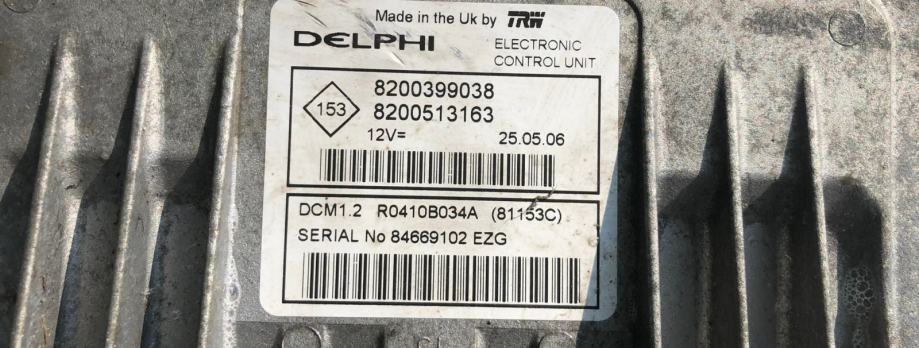 Made in the Uk by TRW
DELPHI ELECTRONIC
CONTROL UNIT
153
8200399038
8200513163
12V= 25.05.06
DCM1.2 R0410B034A (81153C)
SERIAL No 84669102 EZG